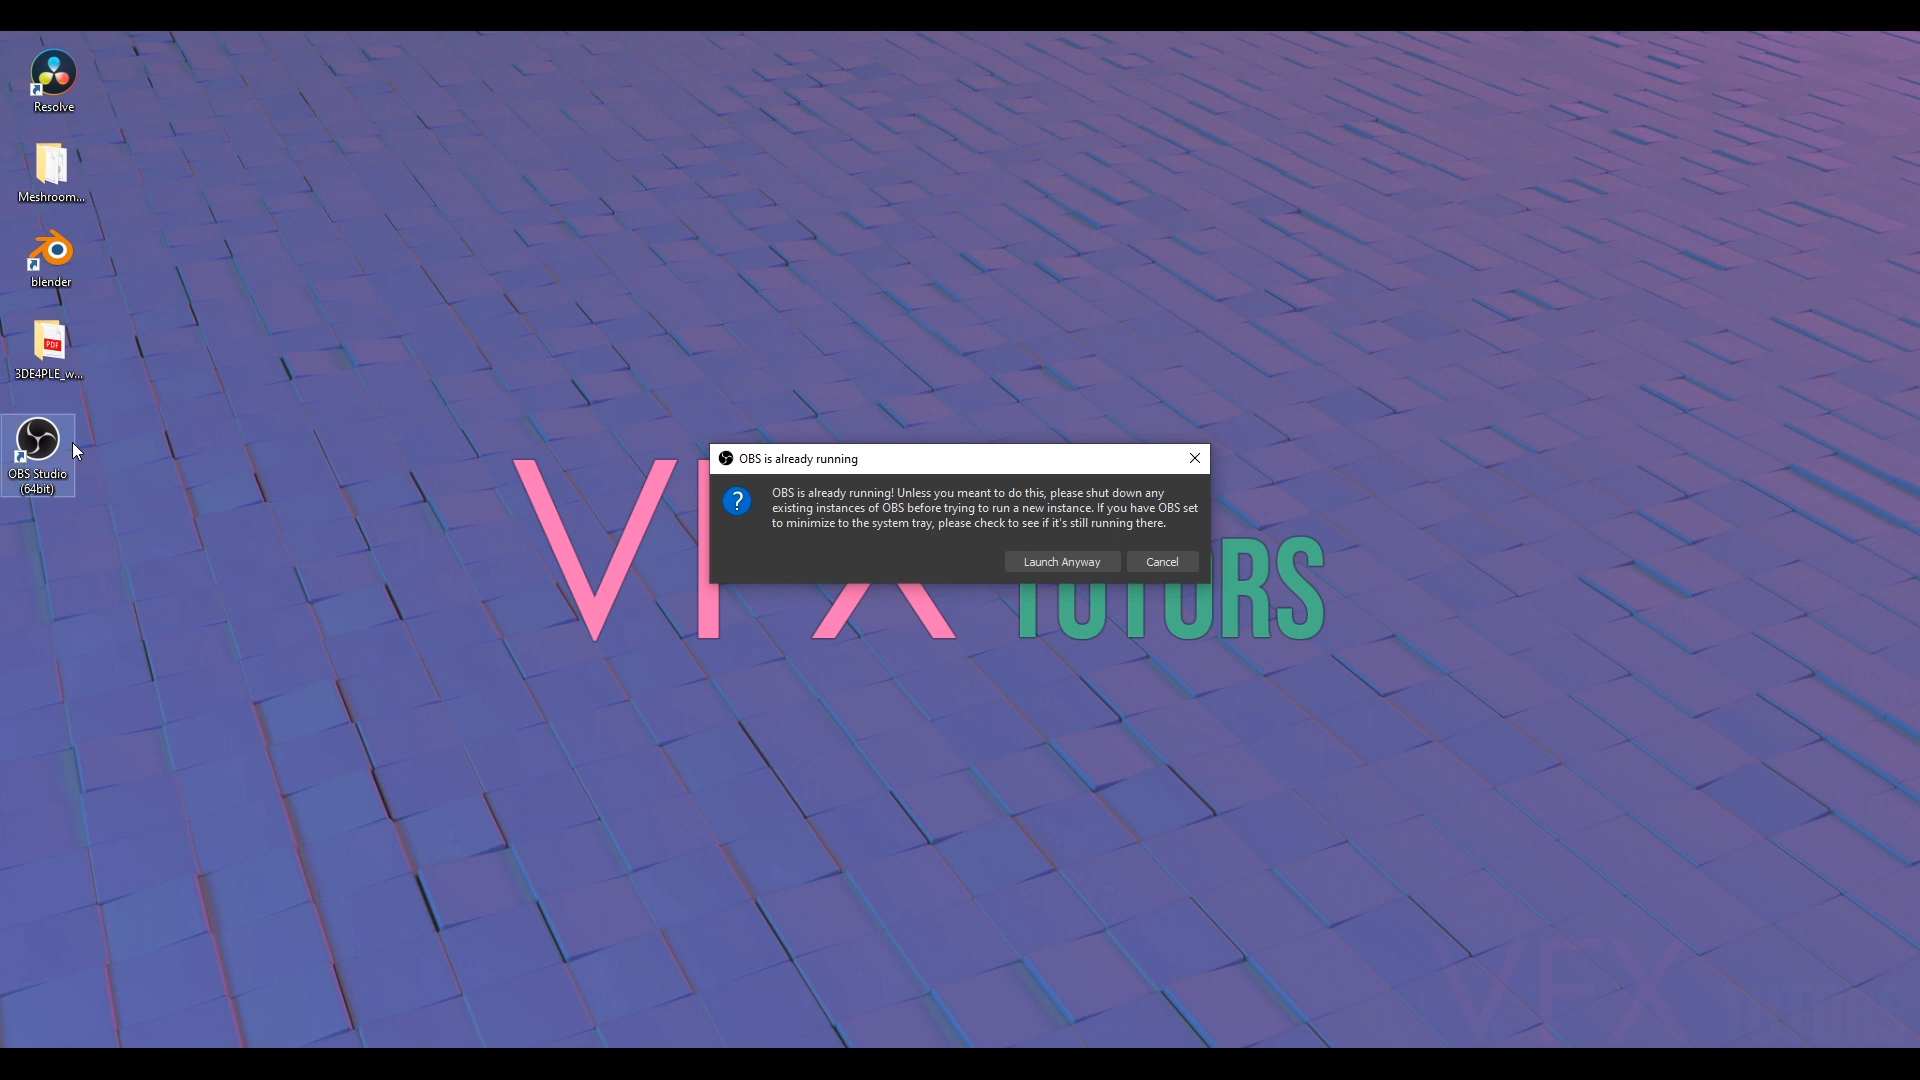 Resolve
Meshroom...
blender
PDF
3DE4PLE_w...
OBS Studio
(64bit)
OBS is already running
OBS is already running! Unless you meant to do this, please shut down any
existing instances of OBS before trying to run a new instance. If you have OBS set
to minimize to the system tray, please check to see if it's still running there.
Launch Anyway
Cancel
VFX TUTORS